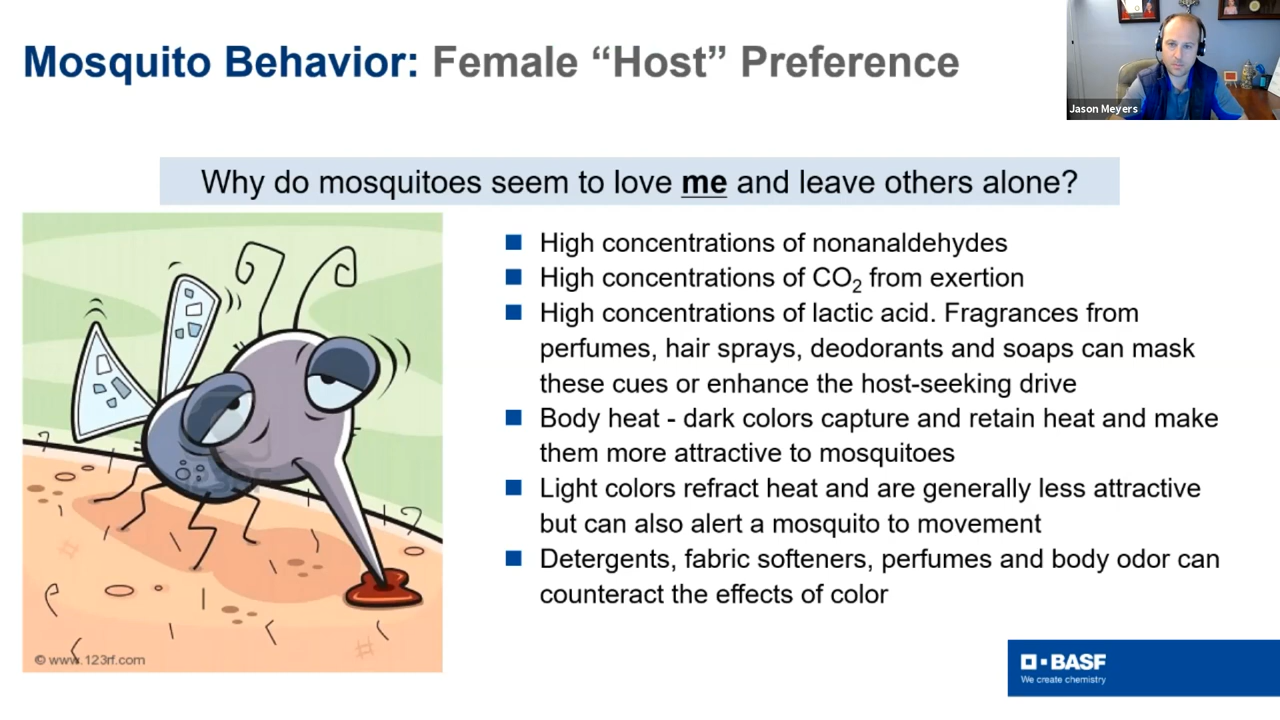 Mosquito Behavior: Female “Host” Preference
Jason Meyers
Why do mosquitoes seem to love me and leave others alone?
High concentrations of nonanaldehydes
High concentrations of CO₂ from exertion
High concentrations of lactic acid. Fragrances from
perfumes, hair sprays, deodorants and soaps can mask
these cues or enhance the host-seeking drive
Body heat - dark colors capture and retain heat and make
them more attractive to mosquitoes
Light colors refract heat and are generally less attractive
but can also alert a mosquito to movement
Detergents, fabric softeners, perfumes and body odor can
counteract the effects of color
© www.123rf.com
BASF
We create chemistry